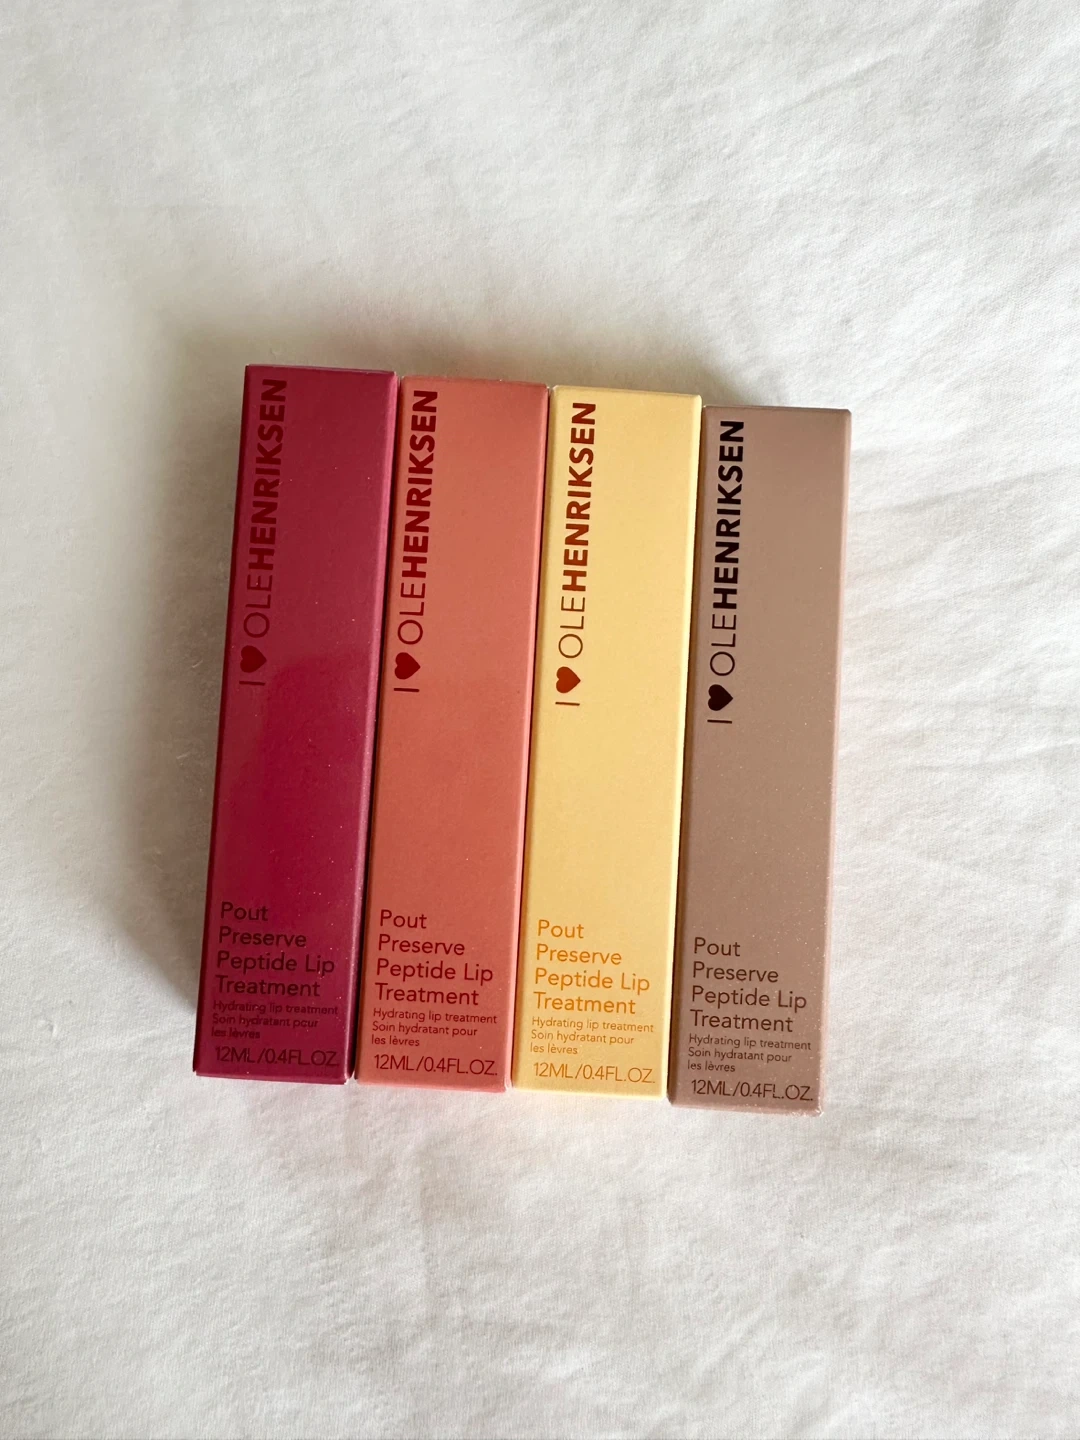 I ♥ OLEHENRIKSEN
Pout
Preserve
Peptide Lip
Treatment
Hydrating lip treatment
Soin hydratant pour
les lèvres
12ML/0.4FL.OZ.
I ♥ OLEHENRIKSEN
Pout
Preserve
Peptide Lip
Treatment
Hydrating lip treatment
Soin hydratant pour
les lèvres
12ML/0.4FL.OZ.
I ♥ OLEHENRIKSEN
Pout
Preserve
Peptide Lip
Treatment
Hydrating lip treatment
Soin hydratant pour
les lèvres
12ML/0.4FL.OZ.
I ♥ OLEHENRIKSEN
Pout
Preserve
Peptide Lip
Treatment
Hydrating lip treatment
Soin hydratant pour
les lèvres
12ML/0.4FL.OZ.